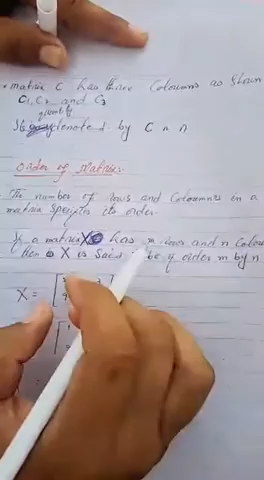 matrix C has three Coloumns as shown
C1, C2 and C3
quantity
denoted by C
order of Matrix
The number of rows and Coloumns in a
matrix Specify its order.
If a matrix X has m rows and n Colou
then X is Said be of order m by n
X =